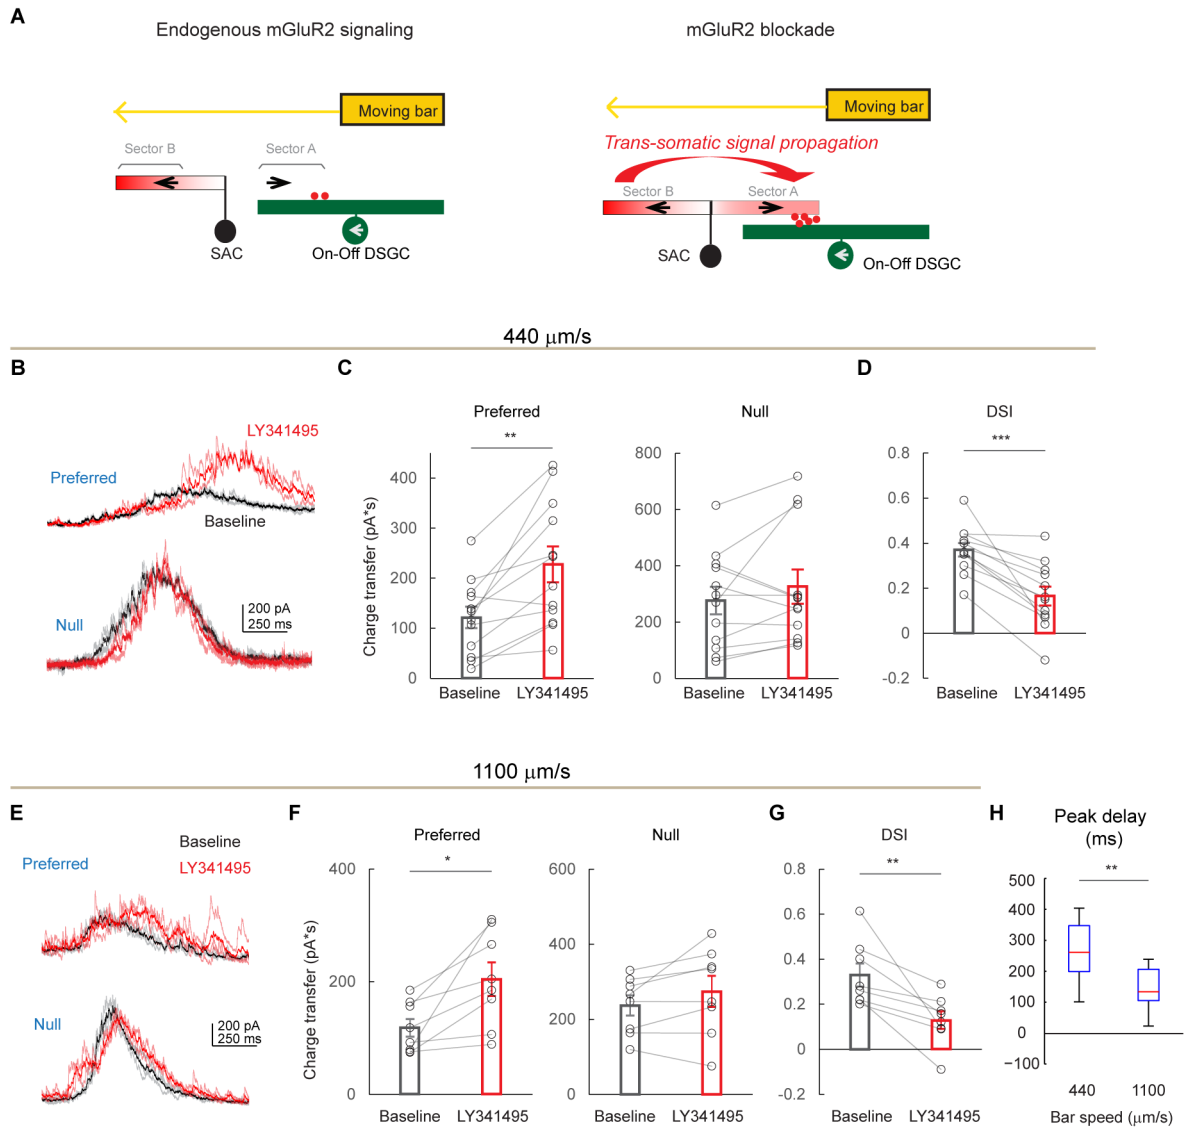 A
Endogenous mGluR2 signaling
mGluR2 blockade
Moving bar
Moving bar
Trans-somatic signal propagation
Sector B
Sector A
Sector B
Sector A
SAC
On-Off DSGC
SAC
On-Off DSGC
440 μm/s
B
LY341495
Preferred
Baseline
Null
200 pA
250 ms
C
Preferred
**
Charge transfer (pA*s)
400
300
200
100
0
Baseline
LY341495
Null
800
600
400
200
0
Baseline
LY341495
D
DSI
***
0.8
0.6
0.4
0.2
0
-0.2
Baseline
LY341495
1100 μm/s
E
Baseline
LY341495
Preferred
Null
200 pA
250 ms
F
Preferred
*
Charge transfer (pA*s)
400
200
0
Baseline
LY341495
Null
600
400
200
0
Baseline
LY341495
G
DSI
**
0.8
0.6
0.4
0.2
0
-0.2
Baseline
LY341495
H
Peak delay
(ms)
**
500
400
300
200
100
0
−100
440
1100
Bar speed (μm/s)